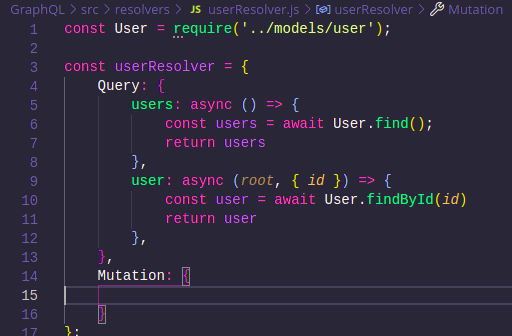 GraphQL > src > resolvers > JS userResolver.js > userResolver > Mutation
1 const User = require('../models/user');
2
3 const userResolver = {
4 Query: {
5 users: async () => {
6 const users = await User.find();
7 return users
8 },
9 user: async (root, { id }) => {
10 const user = await User.findById(id)
11 return user
12 },
13 },
14 Mutation: {
15
16 }
17 };